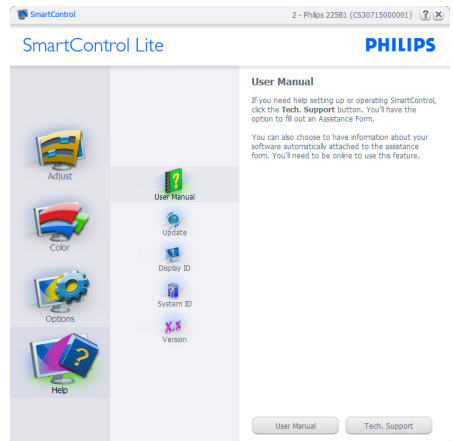 SmartControl
2 - Philips 225B1 (CS30715000001)
SmartControl Lite
PHILIPS
Adjust
Color
Options
Help
User Manual
Update
Display ID
System ID
Version
User Manual
If you need help setting up or operating SmartControl,
click the Tech. Support button. You'll have the
option to fill out an Assistance Form.
You can also choose to have information about your
software automatically attached to the assistance
form. You'll need to be online to use this feature.
User Manual
Tech. Support